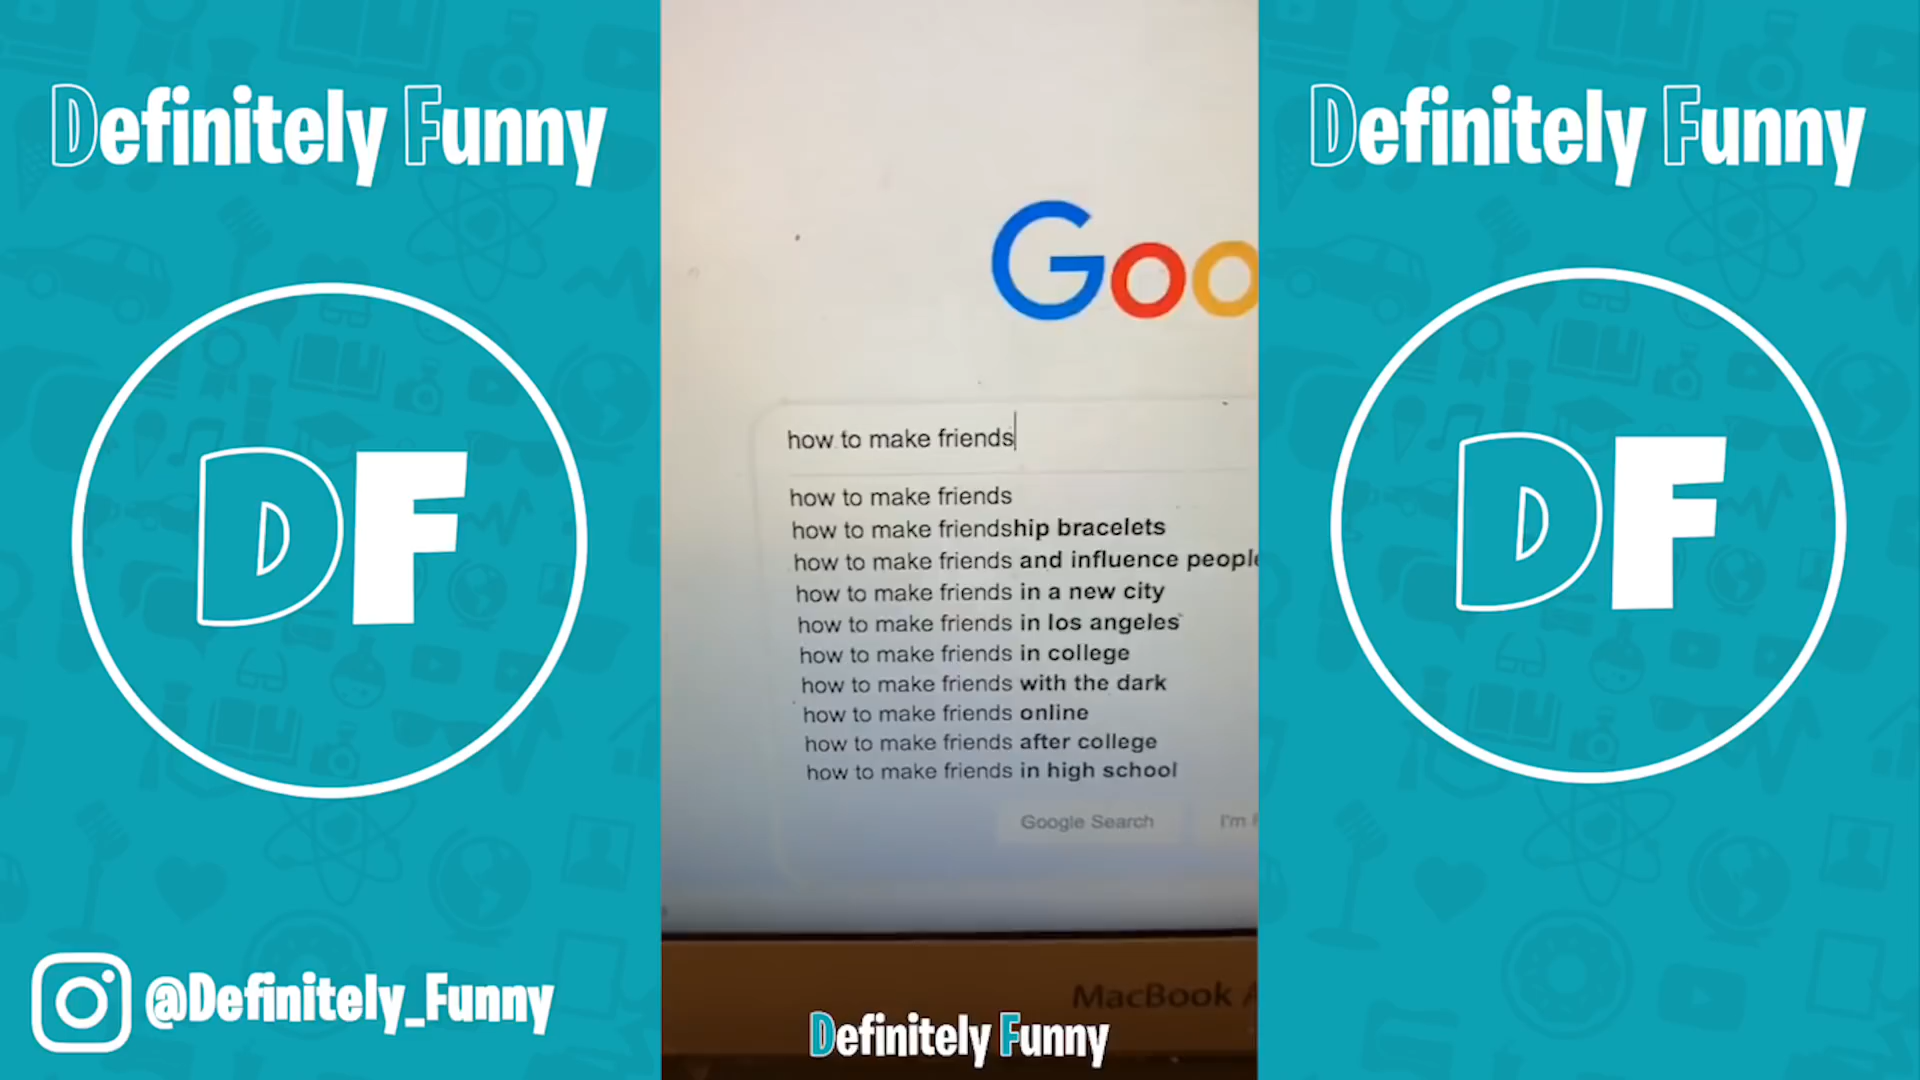 Definitely Funny
DF
@Definitely_Funny
Goo
how to make friends
how to make friends
how to make friendship bracelets
how to make friends and influence people
how to make friends in a new city
how to make friends in los angeles
how to make friends in college
how to make friends with the dark
how to make friends online
how to make friends after college
how to make friends in high school
Google Search
I'm
MacBook A
Definitely Funny
Definitely Funny
DF